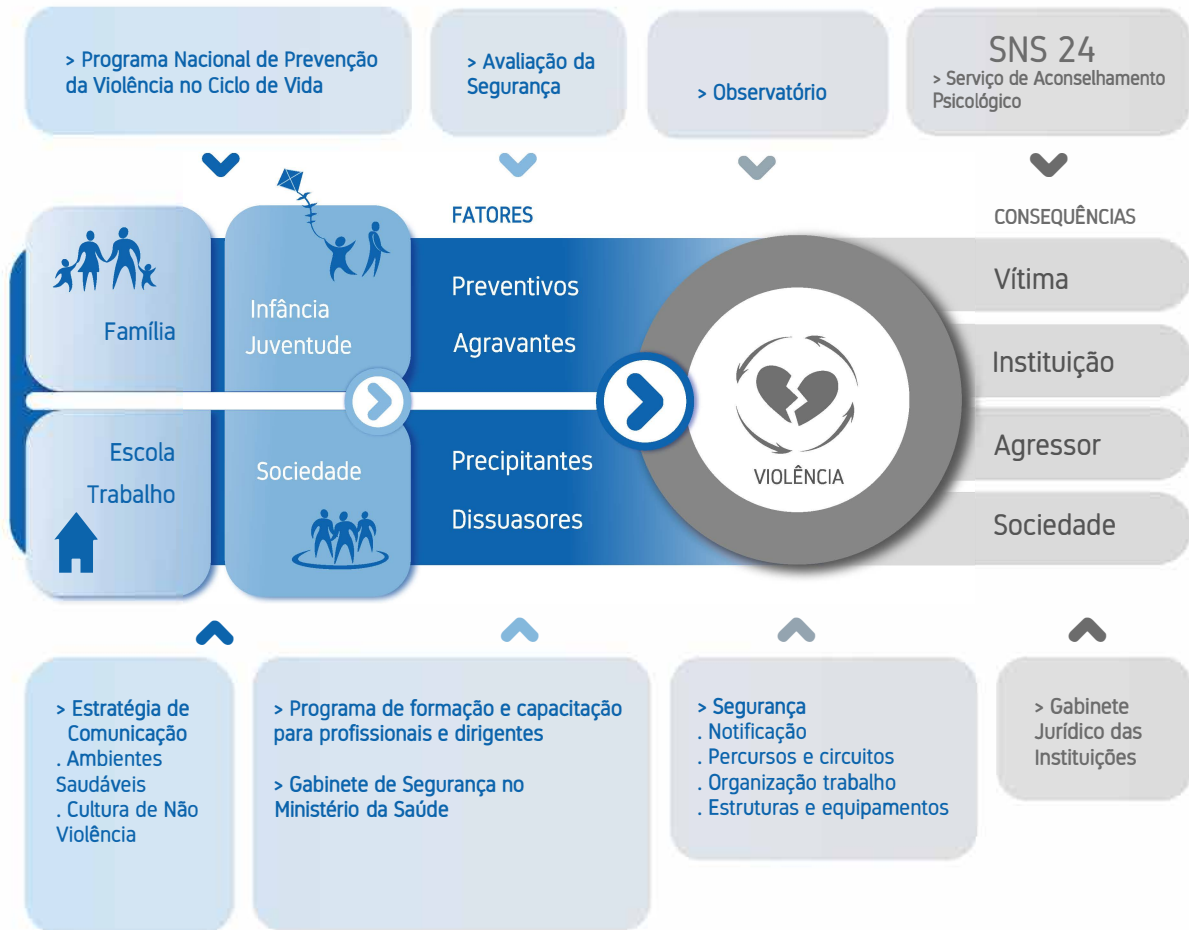 > Programa Nacional de Prevenção
da Violência no Ciclo de Vida
> Avaliação da
Segurança
> Observatório
SNS 24
> Serviço de Aconselhamento
Psicológico
Família
Infância
Juventude
Escola
Trabalho
Sociedade
FATORES
Preventivos
Agravantes
Precipitantes
Dissuasores
VIOLÊNCIA
CONSEQUÊNCIAS
Vítima
Instituição
Agressor
Sociedade
> Estratégia de
Comunicação
. Ambientes
Saudáveis
. Cultura de Não
Violência
> Programa de formação e capacitação
para profissionais e dirigentes
> Gabinete de Segurança no
Ministério da Saúde
> Segurança
. Notificação
. Percursos e circuitos
. Organização trabalho
. Estruturas e equipamentos
> Gabinete
Jurídico das
Instituições